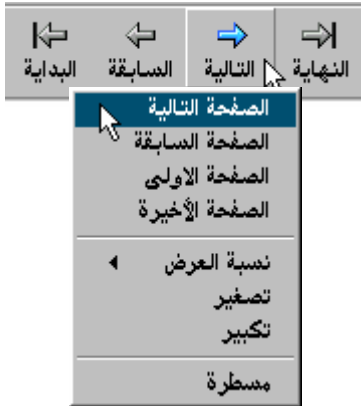 النهاية التالية السابقة البداية
الصفحة التالية
الصفحة السابقة
الصفحة الاولى
الصفحة الأخيرة
نسبة العرض
تصغير
تكبير
مسطرة